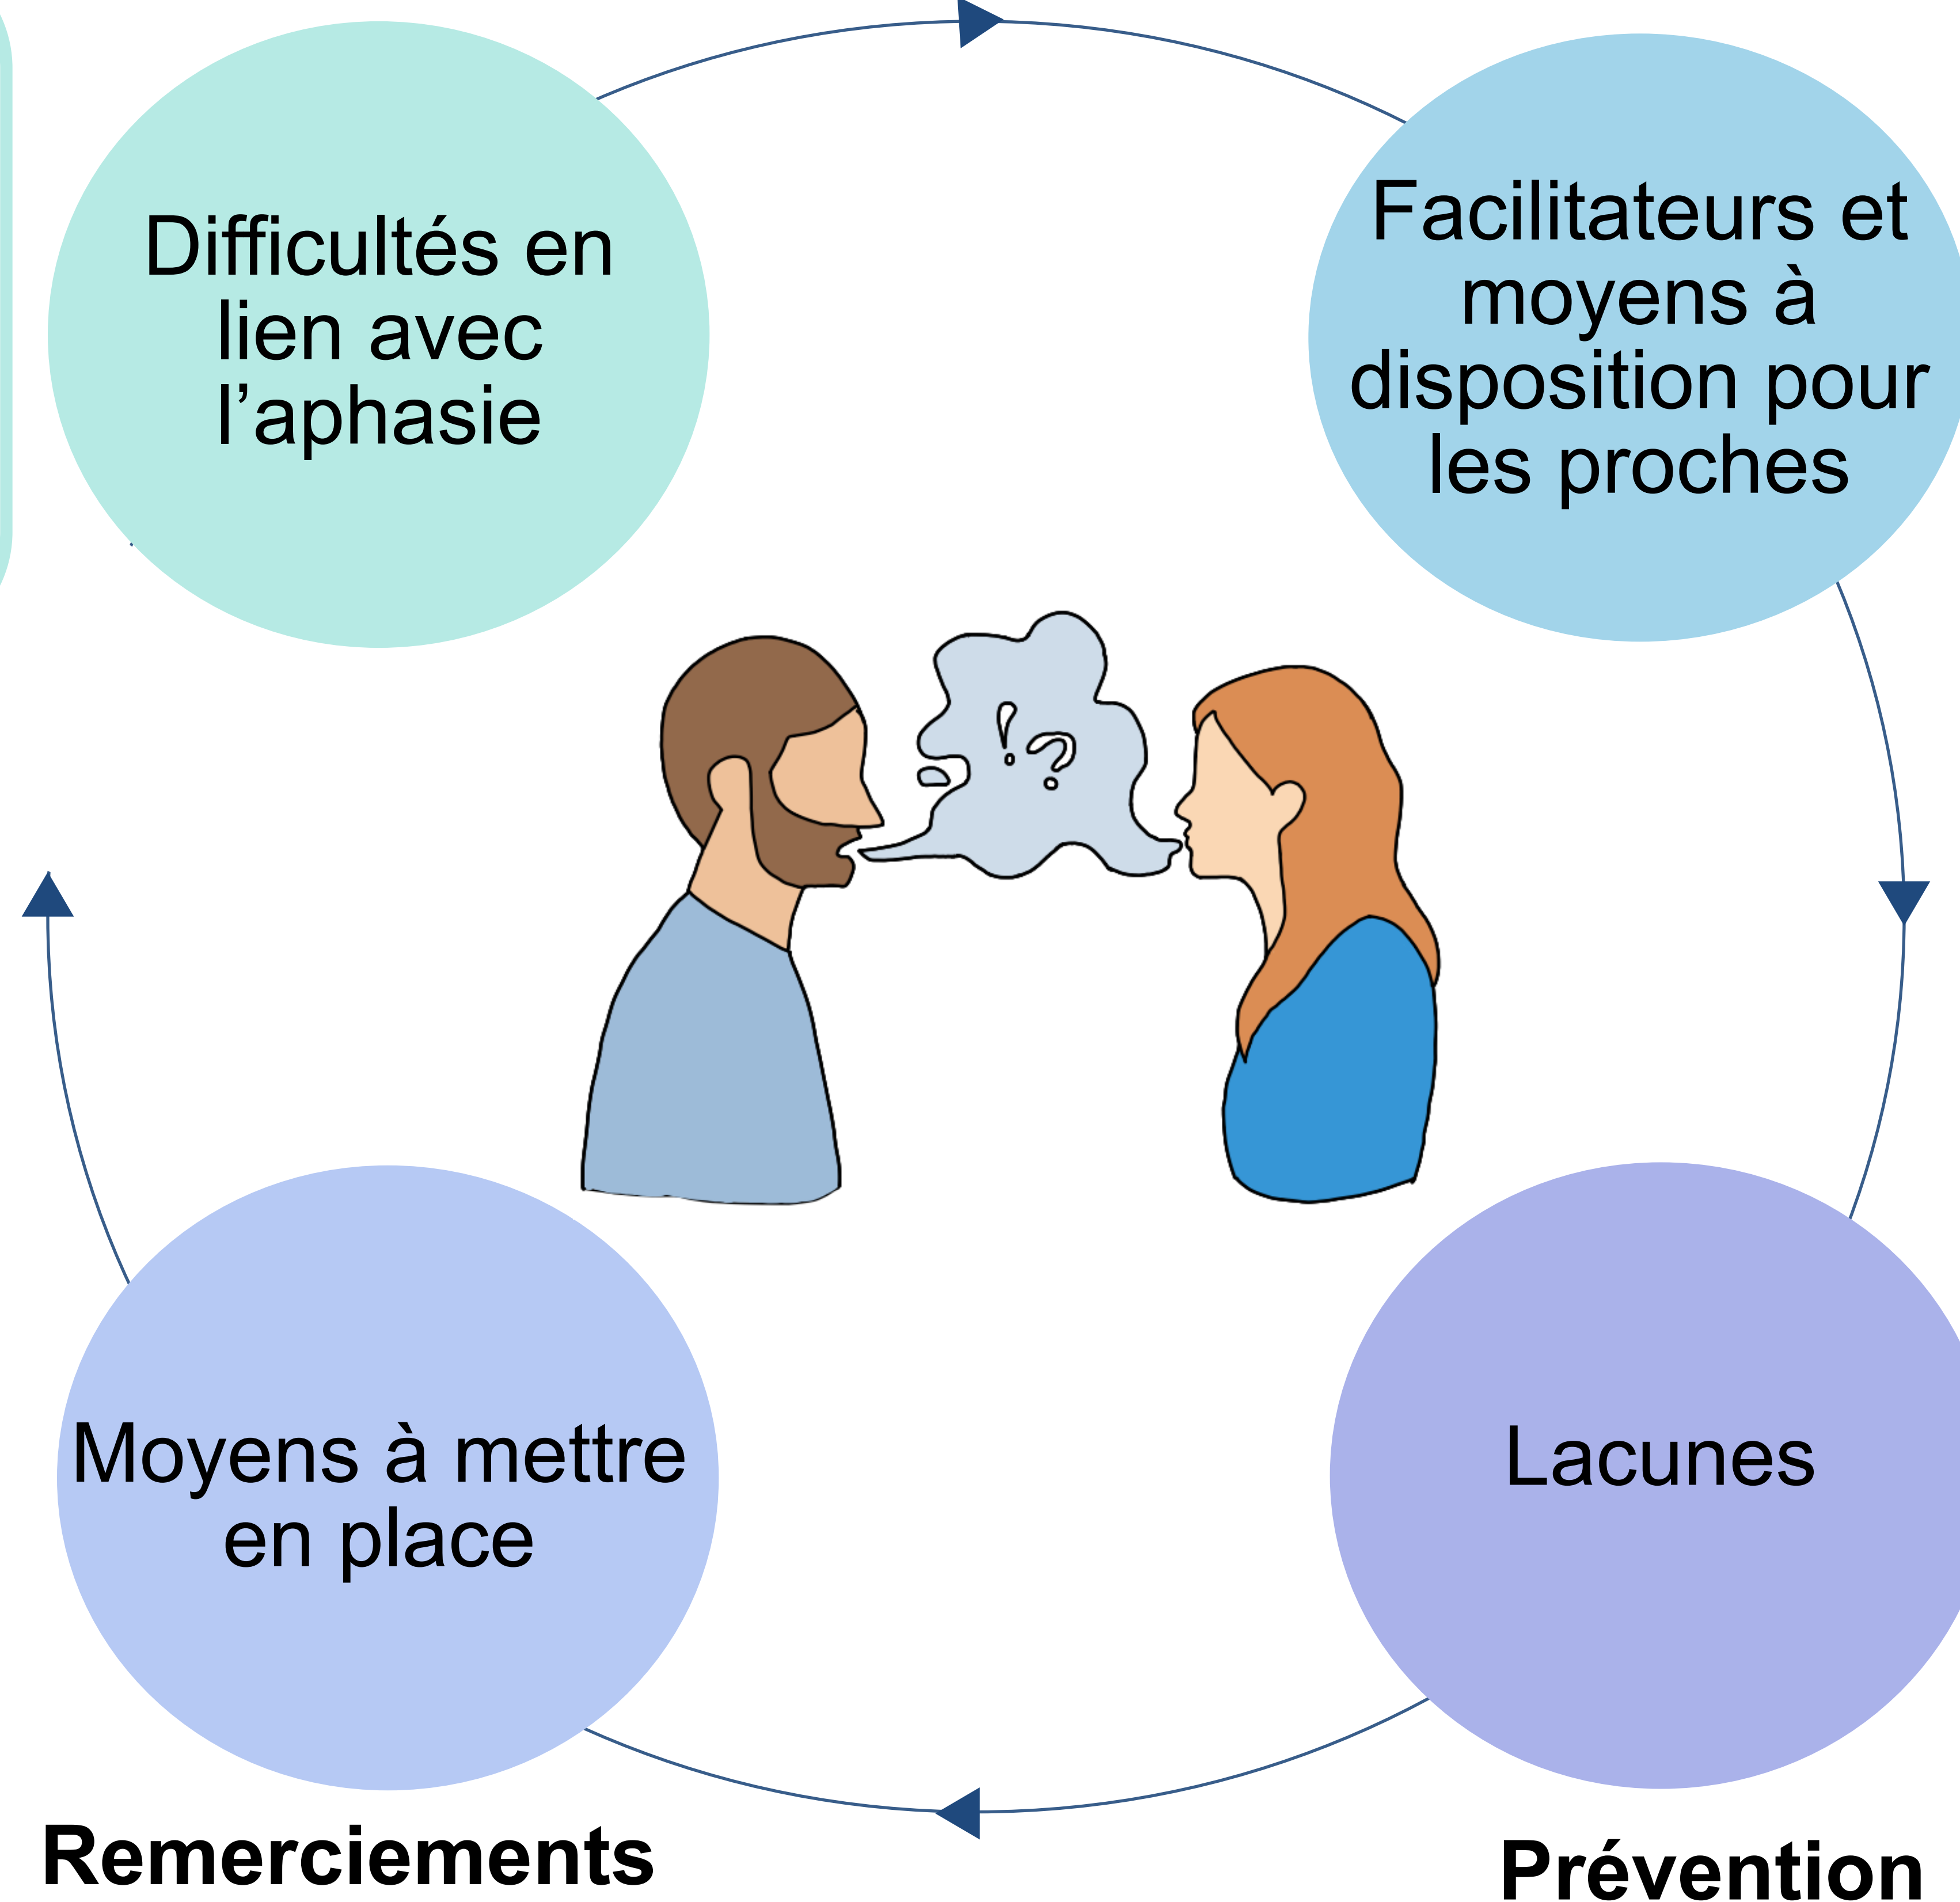 Difficultés en
lien avec
l’aphasie
Facilitateurs et
moyens à
disposition pour
les proches
! ?
Moyens à mettre
en place
Lacunes
Remerciements
Prévention